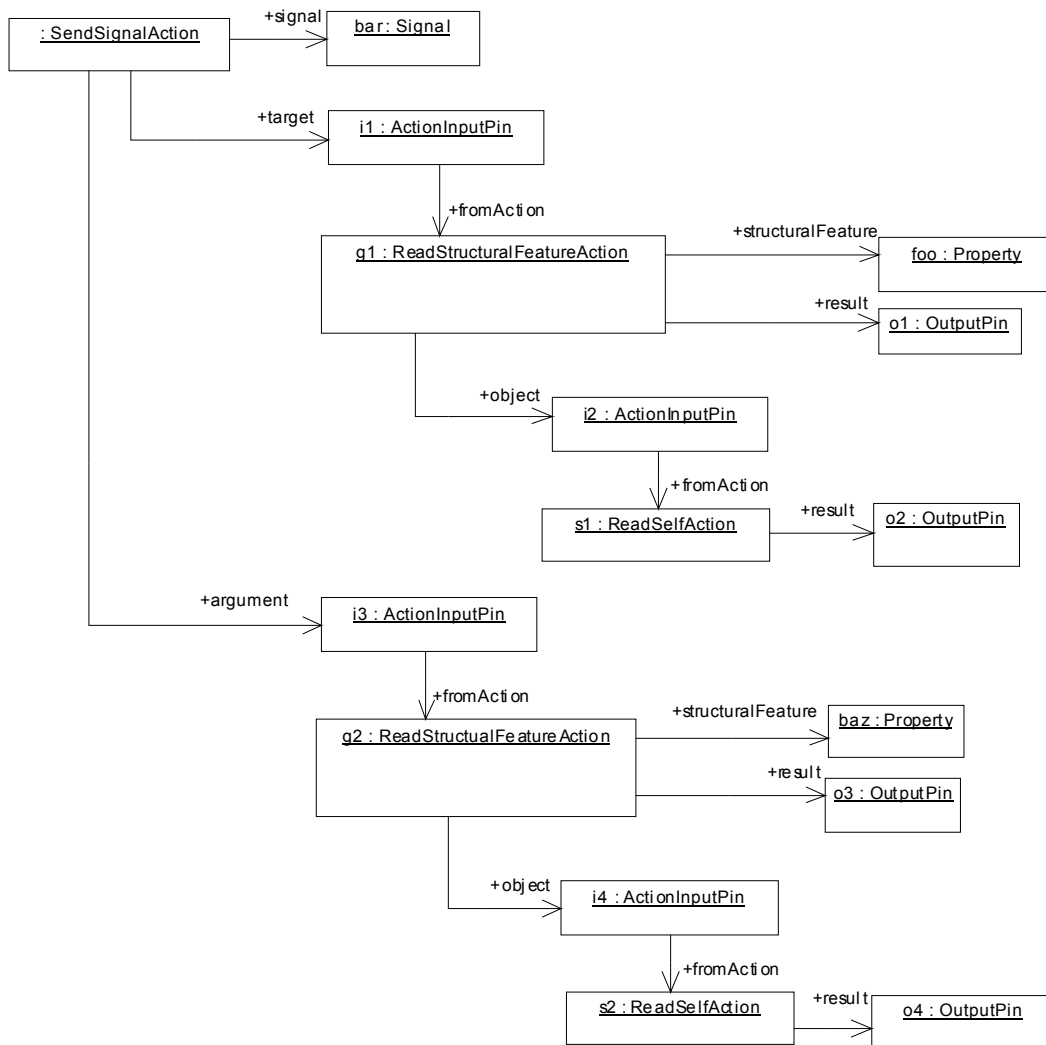 +signal
: SendSignalAction
bar: Signal
+target
i1 : ActionInputPin
+fromAction
g1 : ReadStructuralFeatureAction
+structuralFeature
foo : Property
+result
o1 : OutputPin
+object
i2 : ActionInputPin
+fromAction
s1 : ReadSelfAction
+result
o2 : OutputPin
+argument
i3 : ActionInputPin
+fromAction
g2 : ReadStructualFeatureAction
+structuralFeature
baz : Property
+result
o3 : OutputPin
+object
i4 : ActionInputPin
+fromAction
s2 : ReadSelfAction
+result
o4 : OutputPin